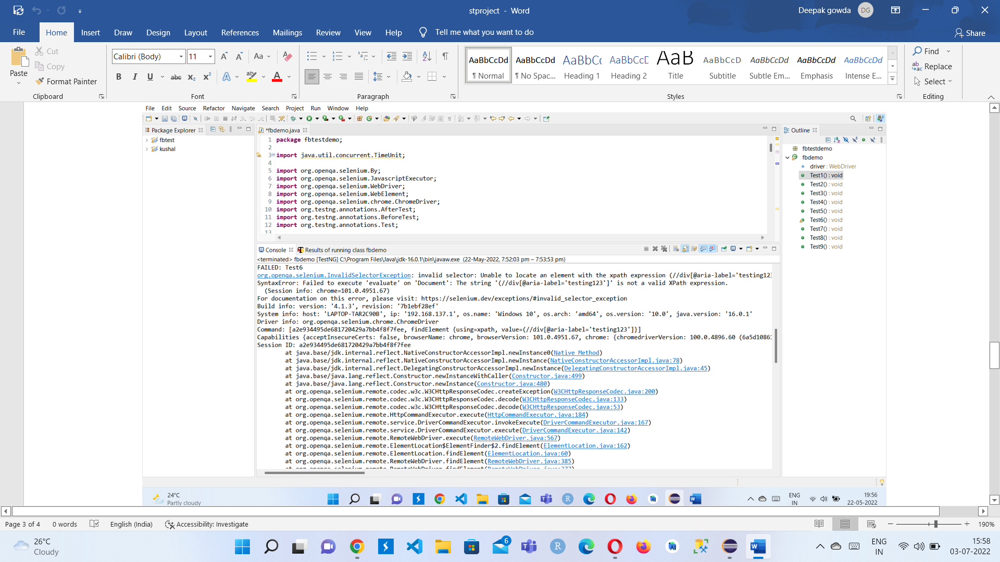 stproject - Word
Deepak gowda DG
File Home Insert Draw Design Layout References Mailings Review View Help Tell me what you want to do
Share
Paste
Cut
Copy
Format Painter
Clipboard
Calibri (Body) 11
Aa
B I U abc x₂ x² A A
Font
Paragraph
AaBbCcDd AaBbCcDd AaBbCc AaBbCcD AaB AaBbCcD AaBbCcDd AaBbCcDd AaBbCcDd
¶ Normal ¶ No Spac... Heading 1 Heading 2 Title Subtitle Subtle Em... Emphasis Intense E...
Styles
Find
Replace
Select
Editing
File Edit Source Refactor Navigate Search Project Run Window Help
Package Explorer
fbtest
kushal
*fbdemo.java
1 package fbtestdemo;
2
3 import java.util.concurrent.TimeUnit;
4
5 import org.openqa.selenium.By;
6 import org.openqa.selenium.JavascriptExecutor;
7 import org.openqa.selenium.WebDriver;
8 import org.openqa.selenium.WebElement;
9 import org.openqa.selenium.chrome.ChromeDriver;
10 import org.testng.annotations.AfterTest;
11 import org.testng.annotations.BeforeTest;
12 import org.testng.annotations.Test;
13
Outline
fbtestdemo
fbdemo
driver : WebDriver
Test1() : void
Test2() : void
Test3() : void
Test4() : void
Test5() : void
Test6() : void
Test7() : void
Test8() : void
Test9() : void
Console Results of running class fbdemo
<terminated> fbdemo [TestNG] C:\Program Files\Java\jdk-16.0.1\bin\javaw.exe (22-May-2022, 7:52:03 pm – 7:53:53 pm)
FAILED: Test6
org.openqa.selenium.InvalidSelectorException: invalid selector: Unable to locate an element with the xpath expression (//div[@aria-label='testing123
SyntaxError: Failed to execute 'evaluate' on 'Document': The string '(//div[@aria-label='testing123']' is not a valid XPath expression.
(Session info: chrome=101.0.4951.67)
For documentation on this error, please visit: https://selenium.dev/exceptions/#invalid_selector_exception
Build info: version: '4.1.3', revision: '7b1ebf28ef'
System info: host: 'LAPTOP-TAR2C90B', ip: '192.168.137.1', os.name: 'Windows 10', os.arch: 'amd64', os.version: '10.0', java.version: '16.0.1'
Driver info: org.openqa.selenium.chrome.ChromeDriver
Command: [a2e934495de681720429a7bb4f8f7fee, findElement {using=xpath, value=(//div[@aria-label='testing123']}]
Capabilities {acceptInsecureCerts: false, browserName: chrome, browserVersion: 101.0.4951.67, chrome: {chromedriverVersion: 100.0.4896.60 (6a5d10861
Session ID: a2e934495de681720429a7bb4f8f7fee
at java.base/jdk.internal.reflect.NativeConstructorAccessorImpl.newInstance0(Native Method)
at java.base/jdk.internal.reflect.NativeConstructorAccessorImpl.newInstance(NativeConstructorAccessorImpl.java:78)
at java.base/jdk.internal.reflect.DelegatingConstructorAccessorImpl.newInstance(DelegatingConstructorAccessorImpl.java:45)
at java.base/java.lang.reflect.Constructor.newInstanceWithCaller(Constructor.java:499)
at java.base/java.lang.reflect.Constructor.newInstance(Constructor.java:480)
at org.openqa.selenium.remote.codec.w3c.W3CHttpResponseCodec.createException(W3CHttpResponseCodec.java:200)
at org.openqa.selenium.remote.codec.w3c.W3CHttpResponseCodec.decode(W3CHttpResponseCodec.java:133)
at org.openqa.selenium.remote.codec.w3c.W3CHttpResponseCodec.decode(W3CHttpResponseCodec.java:53)
at org.openqa.selenium.remote.HttpCommandExecutor.execute(HttpCommandExecutor.java:184)
at org.openqa.selenium.remote.service.DriverCommandExecutor.invokeExecute(DriverCommandExecutor.java:167)
at org.openqa.selenium.remote.service.DriverCommandExecutor.execute(DriverCommandExecutor.java:142)
at org.openqa.selenium.remote.RemoteWebDriver.execute(RemoteWebDriver.java:567)
at org.openqa.selenium.remote.ElementLocation$ElementFinder$2.findElement(ElementLocation.java:162)
at org.openqa.selenium.remote.ElementLocation.findElement(ElementLocation.java:60)
at org.openqa.selenium.remote.RemoteWebDriver.findElement(RemoteWebDriver.java:385)
at org.openqa.selenium.remote.RemoteWebDriver.findElement(RemoteWebDriver.java:377)
24°C
Partly cloudy
ENG
IN
19:56
22-05-2022
Page 3 of 4 0 words English (India) Accessibility: Investigate
190%
26°C
Cloudy
6
ENG
IN
15:58
03-07-2022